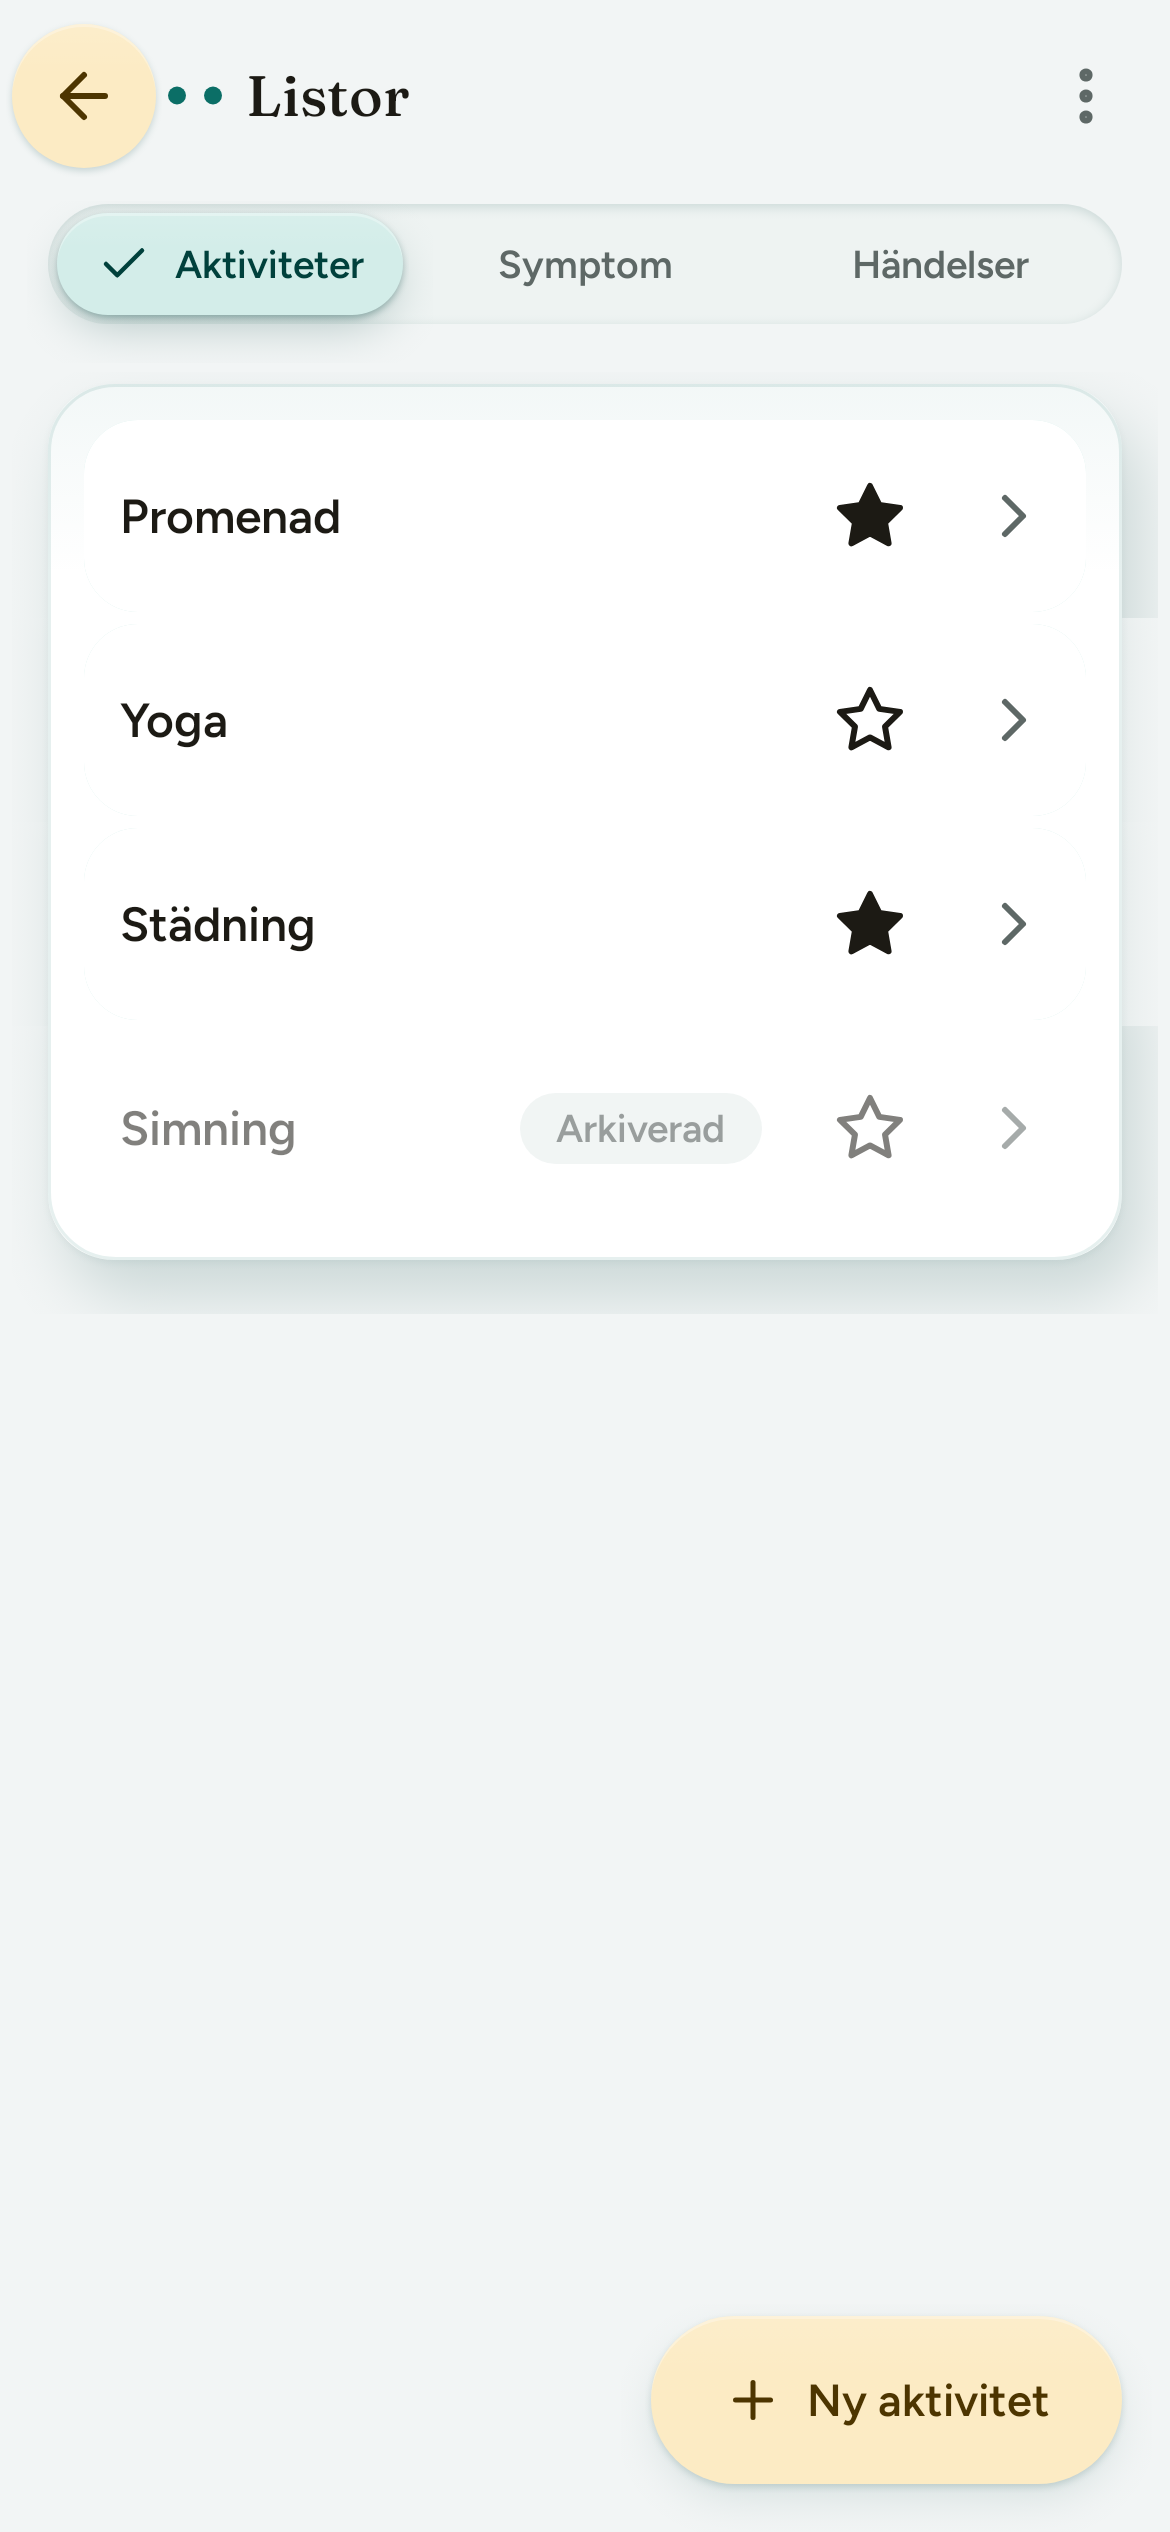 Listor
Aktiviteter
Symptom
Händelser
Promenad
Yoga
Städning
Simning
Arkiverad
Ny aktivitet